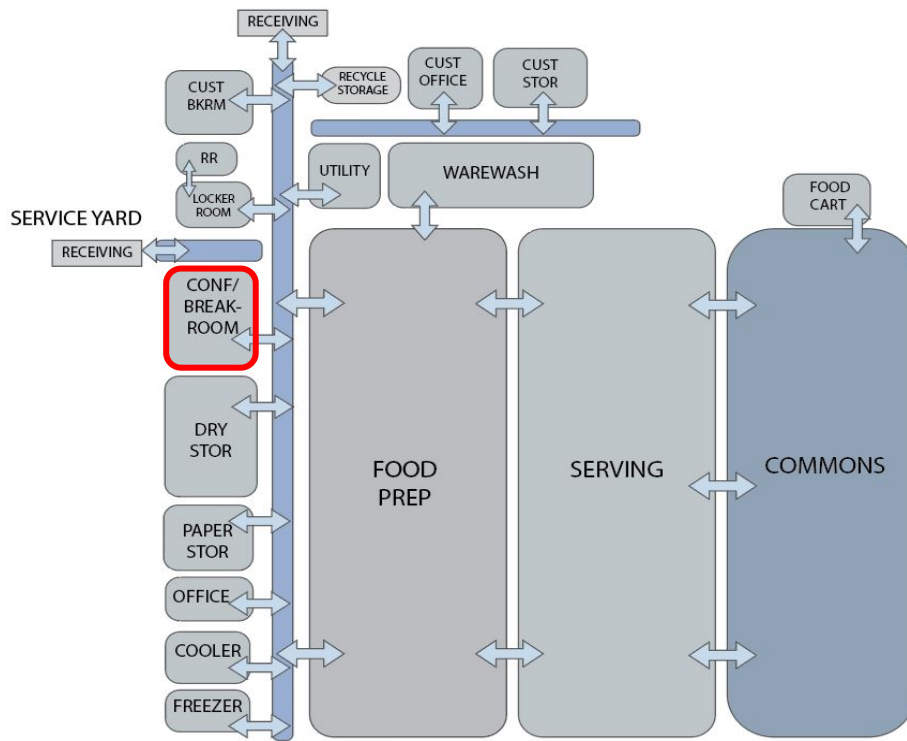 RECEIVING
RECYCLE
STORAGE
CUST
OFFICE
CUST
STOR
CUST
BKRM
RR
LOCKER
ROOM
UTILITY
WAREWASH
FOOD
CART
SERVICE YARD
RECEIVING
CONF/
BREAK-
ROOM
DRY
STOR
FOOD
PREP
SERVING
COMMONS
PAPER
STOR
OFFICE
COOLER
FREEZER